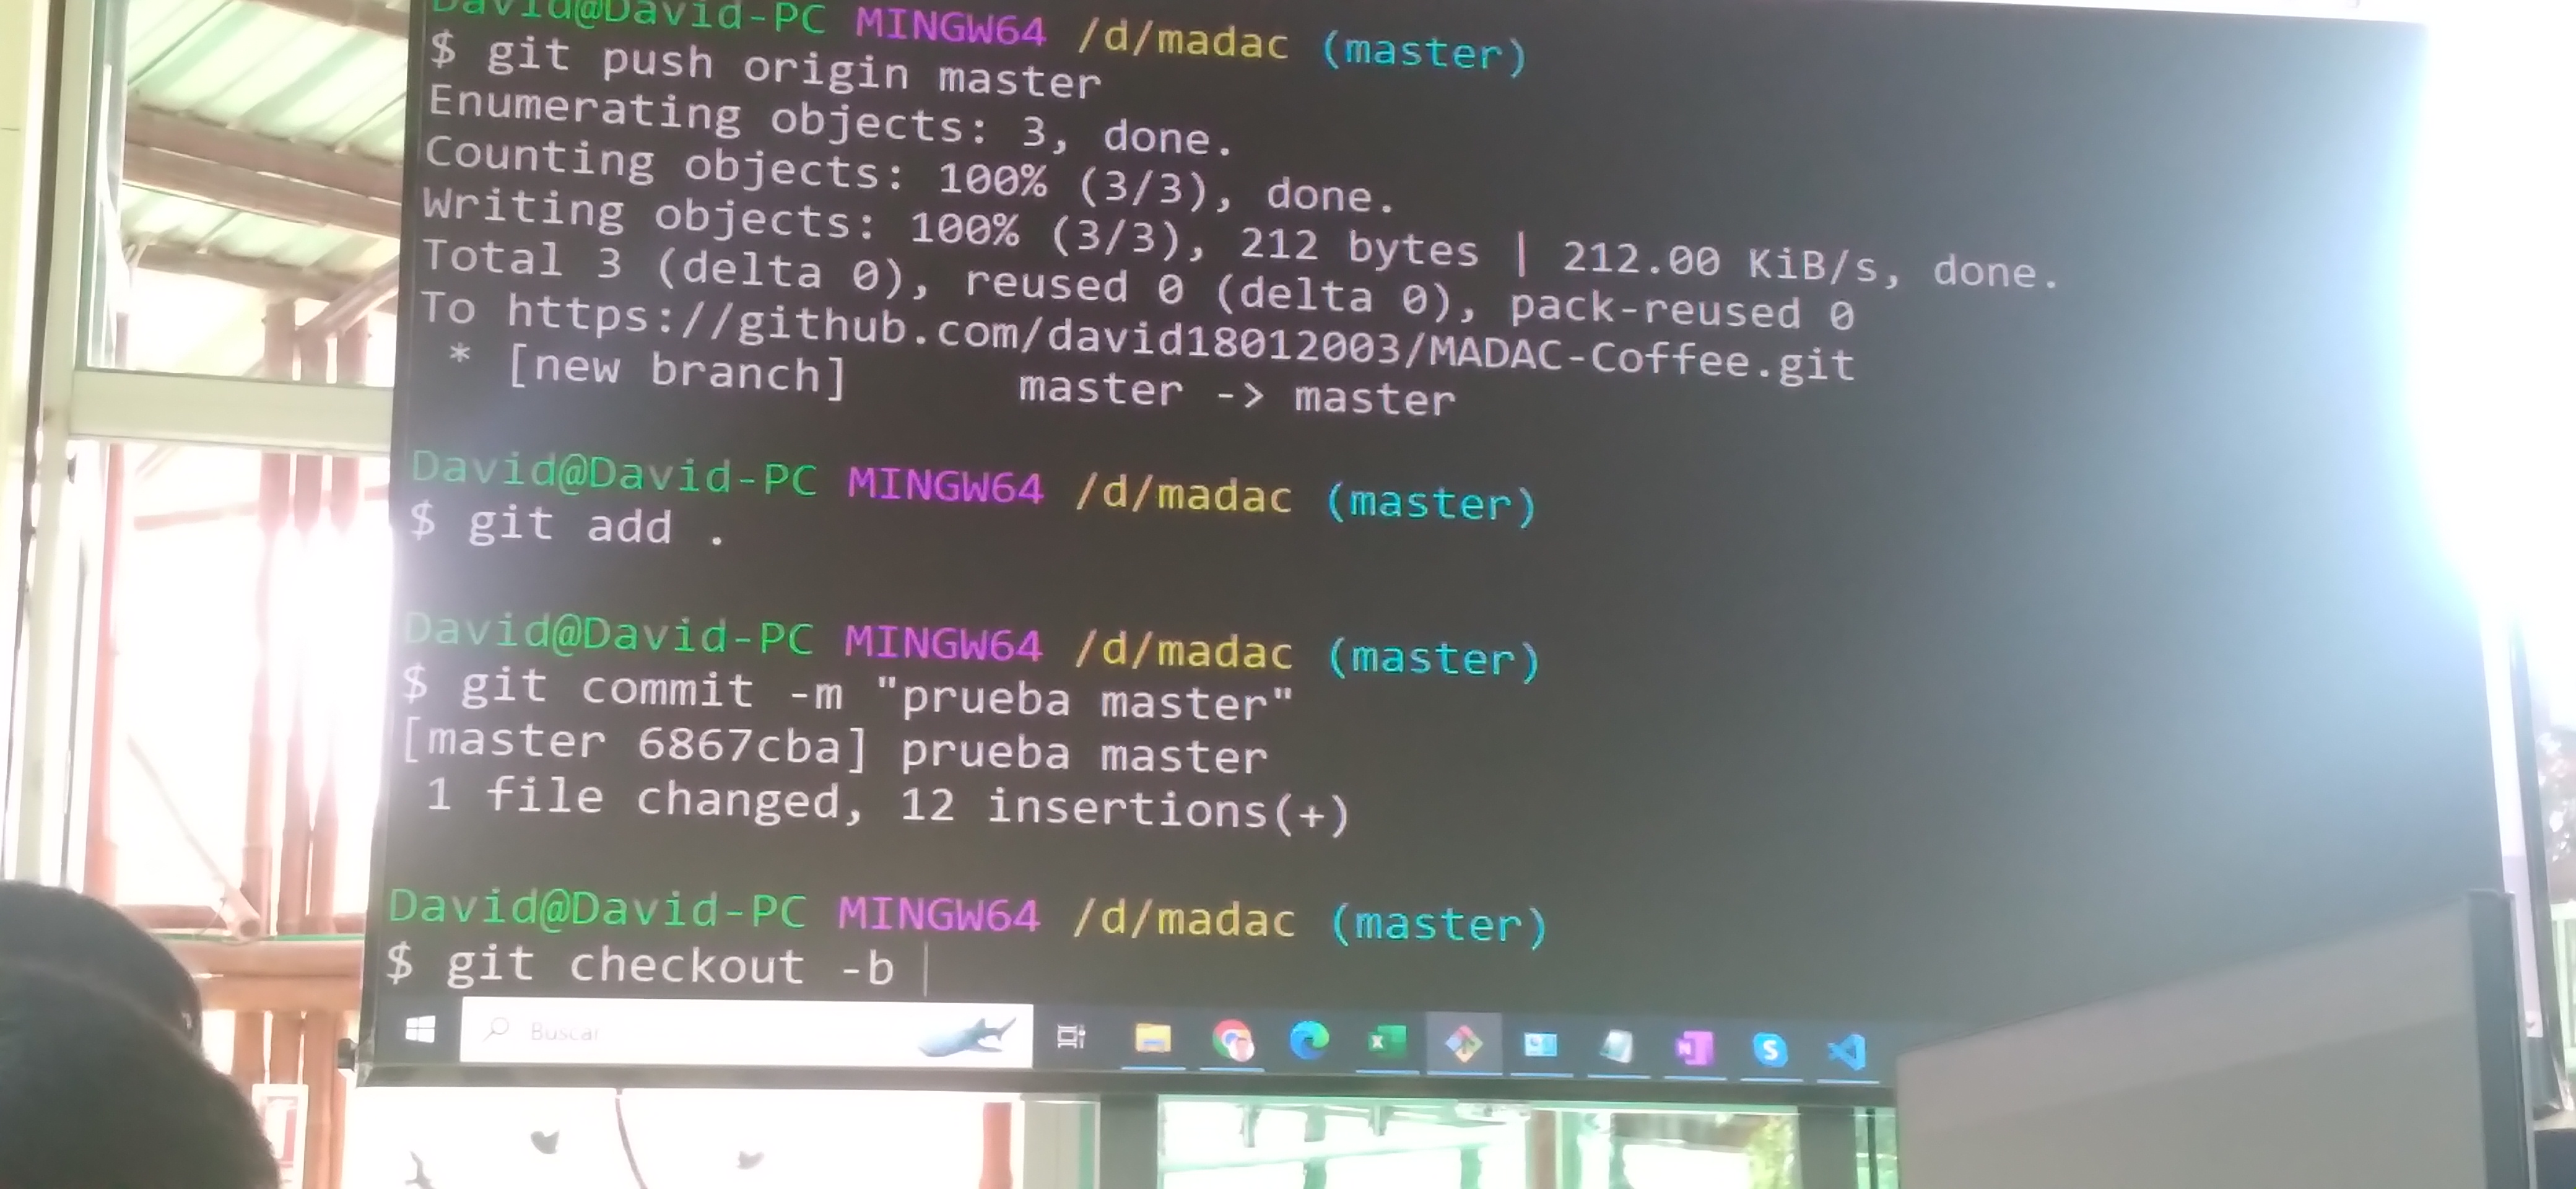 David@David-PC MINGW64 /d/madac (master)
$ git push origin master
Enumerating objects: 3, done.
Counting objects: 100% (3/3), done.
Writing objects: 100% (3/3), 212 bytes | 212.00 KiB/s, done.
Total 3 (delta 0), reused 0 (delta 0), pack-reused 0
To https://github.com/david18012003/MADAC-Coffee.git
 * [new branch]      master -> master
David@David-PC MINGW64 /d/madac (master)
$ git add .
David@David-PC MINGW64 /d/madac (master)
$ git commit -m "prueba master"
[master 6867cba] prueba master
 1 file changed, 12 insertions(+)
David@David-PC MINGW64 /d/madac (master)
$ git checkout -b
Buscar